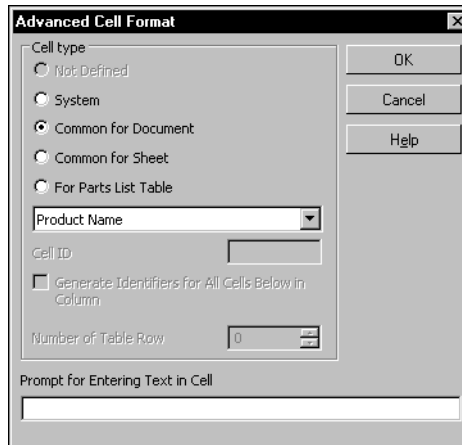 Advanced Cell Format
Cell type
Not Defined
System
Common for Document
Common for Sheet
For Parts List Table
Product Name
Cell ID
Generate Identifiers for All Cells Below in
Column
Number of Table Row
0
Prompt for Entering Text in Cell
OK
Cancel
Help